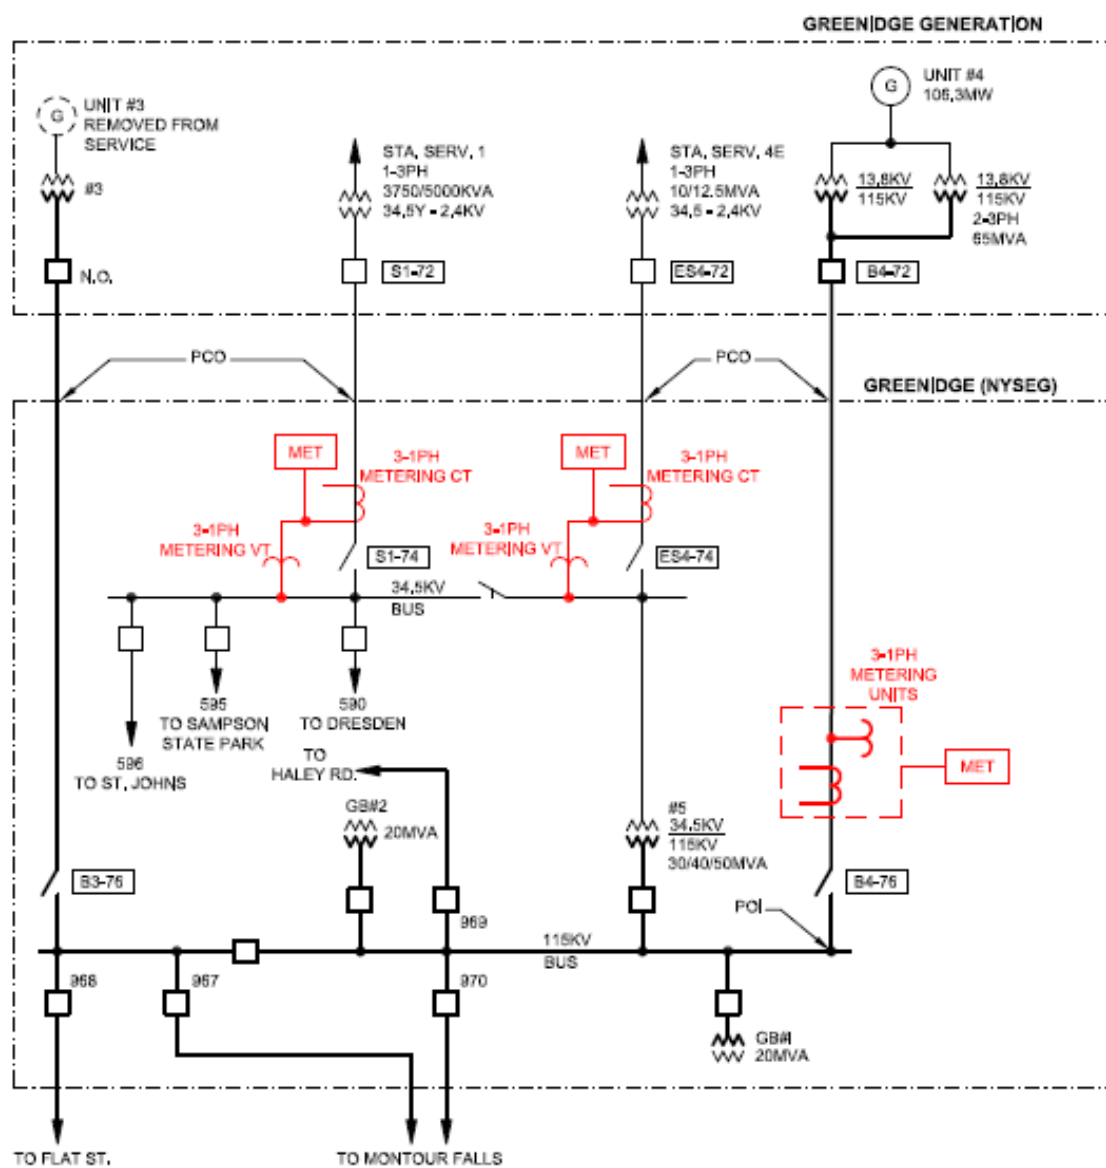 GREENIDGE GENERATION
UNIT #3
REMOVED FROM
SERVICE
#3
N.O.
STA. SERV. 1
1-3PH
3750/5000KVA
34.5Y - 2.4KV
S1-72
STA. SERV. 4E
1-3PH
10/12.5MVA
34.5 - 2.4KV
ES4-72
G
G
UNIT #4
106.3MW
13.8KV
115KV
13.8KV
115KV
2-3PH
65MVA
B4-72
PCO
PCO
GREENIDGE (NYSEG)
MET
3-1PH
METERING CT
3-1PH
METERING VT
S1-74
MET
3-1PH
METERING CT
3-1PH
METERING VT
ES4-74
34.5KV
BUS
596
TO ST. JOHNS
595
TO SAMPSON
STATE PARK
590
TO DRESDEN
TO
HALEY RD.
3-1PH
METERING
UNITS
MET
GB#2
20MVA
#5
34.5KV
115KV
30/40/50MVA
B3-76
B4-76
969
POI
115KV
BUS
968
967
970
GB#1
20MVA
TO FLAT ST.
TO MONTOUR FALLS